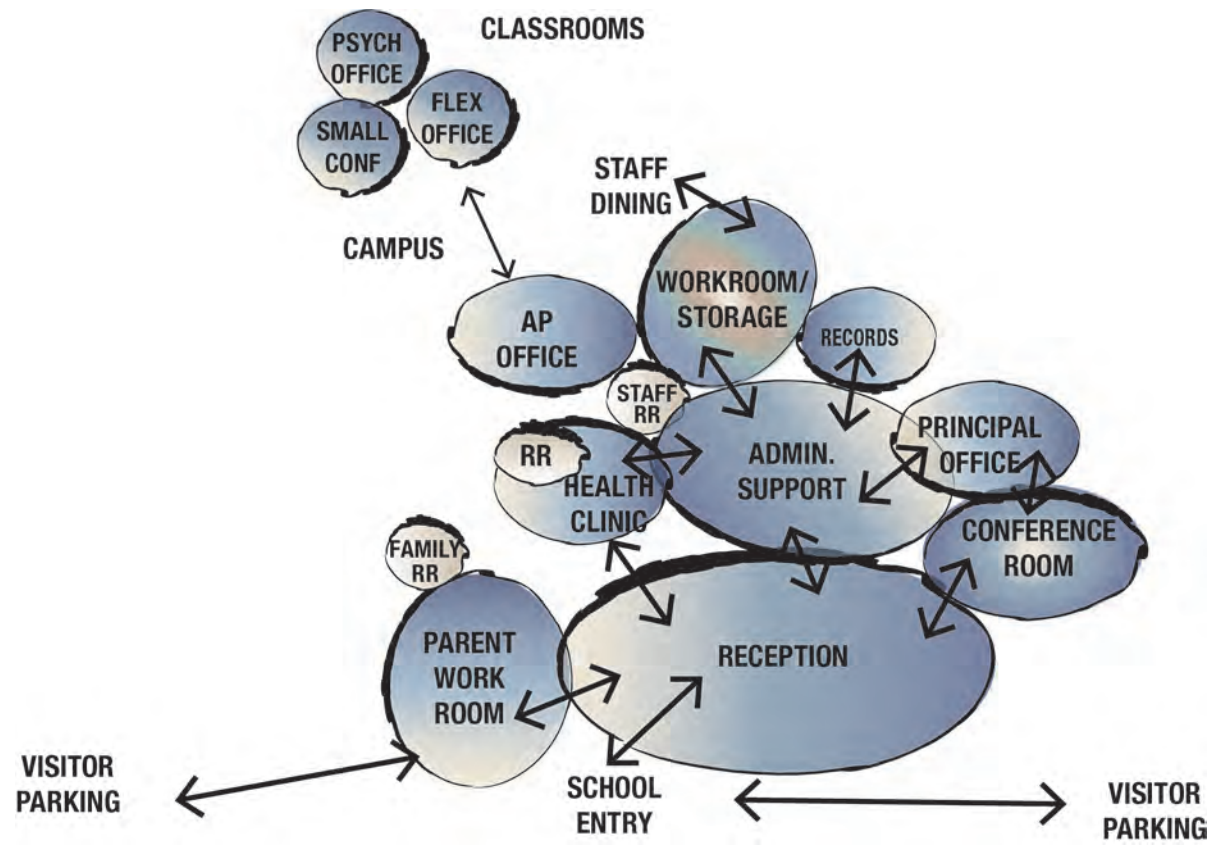 CLASSROOMS
PSYCH
OFFICE
FLEX
OFFICE
SMALL
CONF
STAFF
DINING
CAMPUS
WORKROOM/
STORAGE
AP
OFFICE
RECORDS
STAFF
RR
PRINCIPAL
OFFICE
RR
HEALTH
CLINIC
ADMIN.
SUPPORT
CONFERENCE
ROOM
FAMILY
RR
PARENT
WORK
ROOM
RECEPTION
VISITOR
PARKING
SCHOOL
ENTRY
VISITOR
PARKING